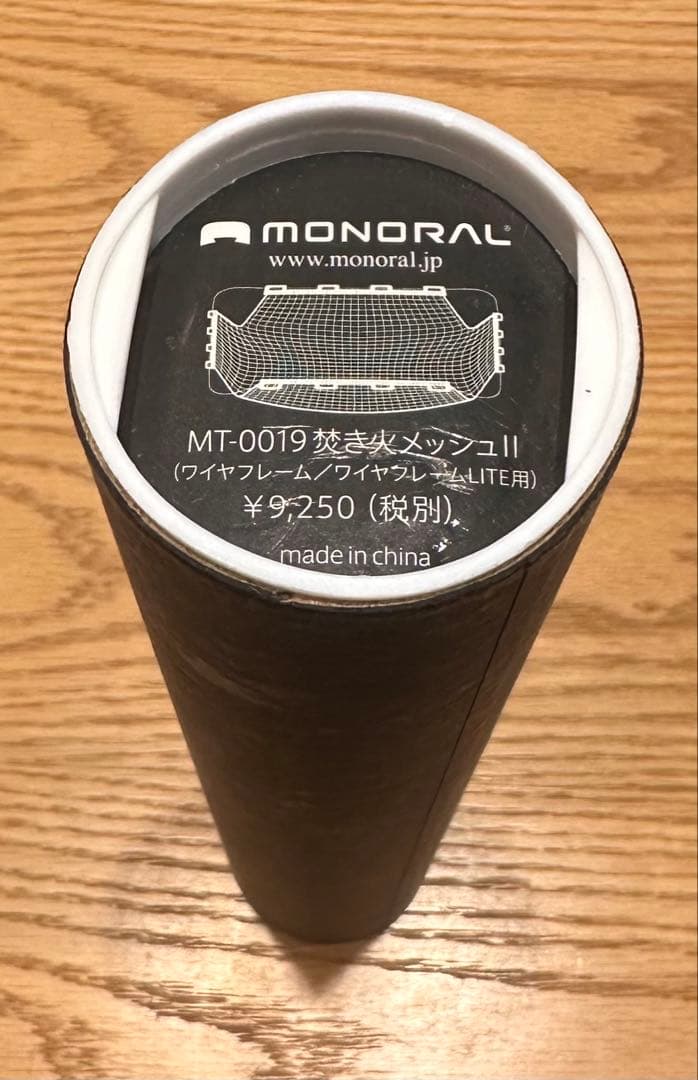 MONORAL®
www.monoral.jp
MT-0019 焚き火メッシュII
(ワイヤフレーム／ワイヤフレームLITE用)
￥9,250 (税別)
made in china